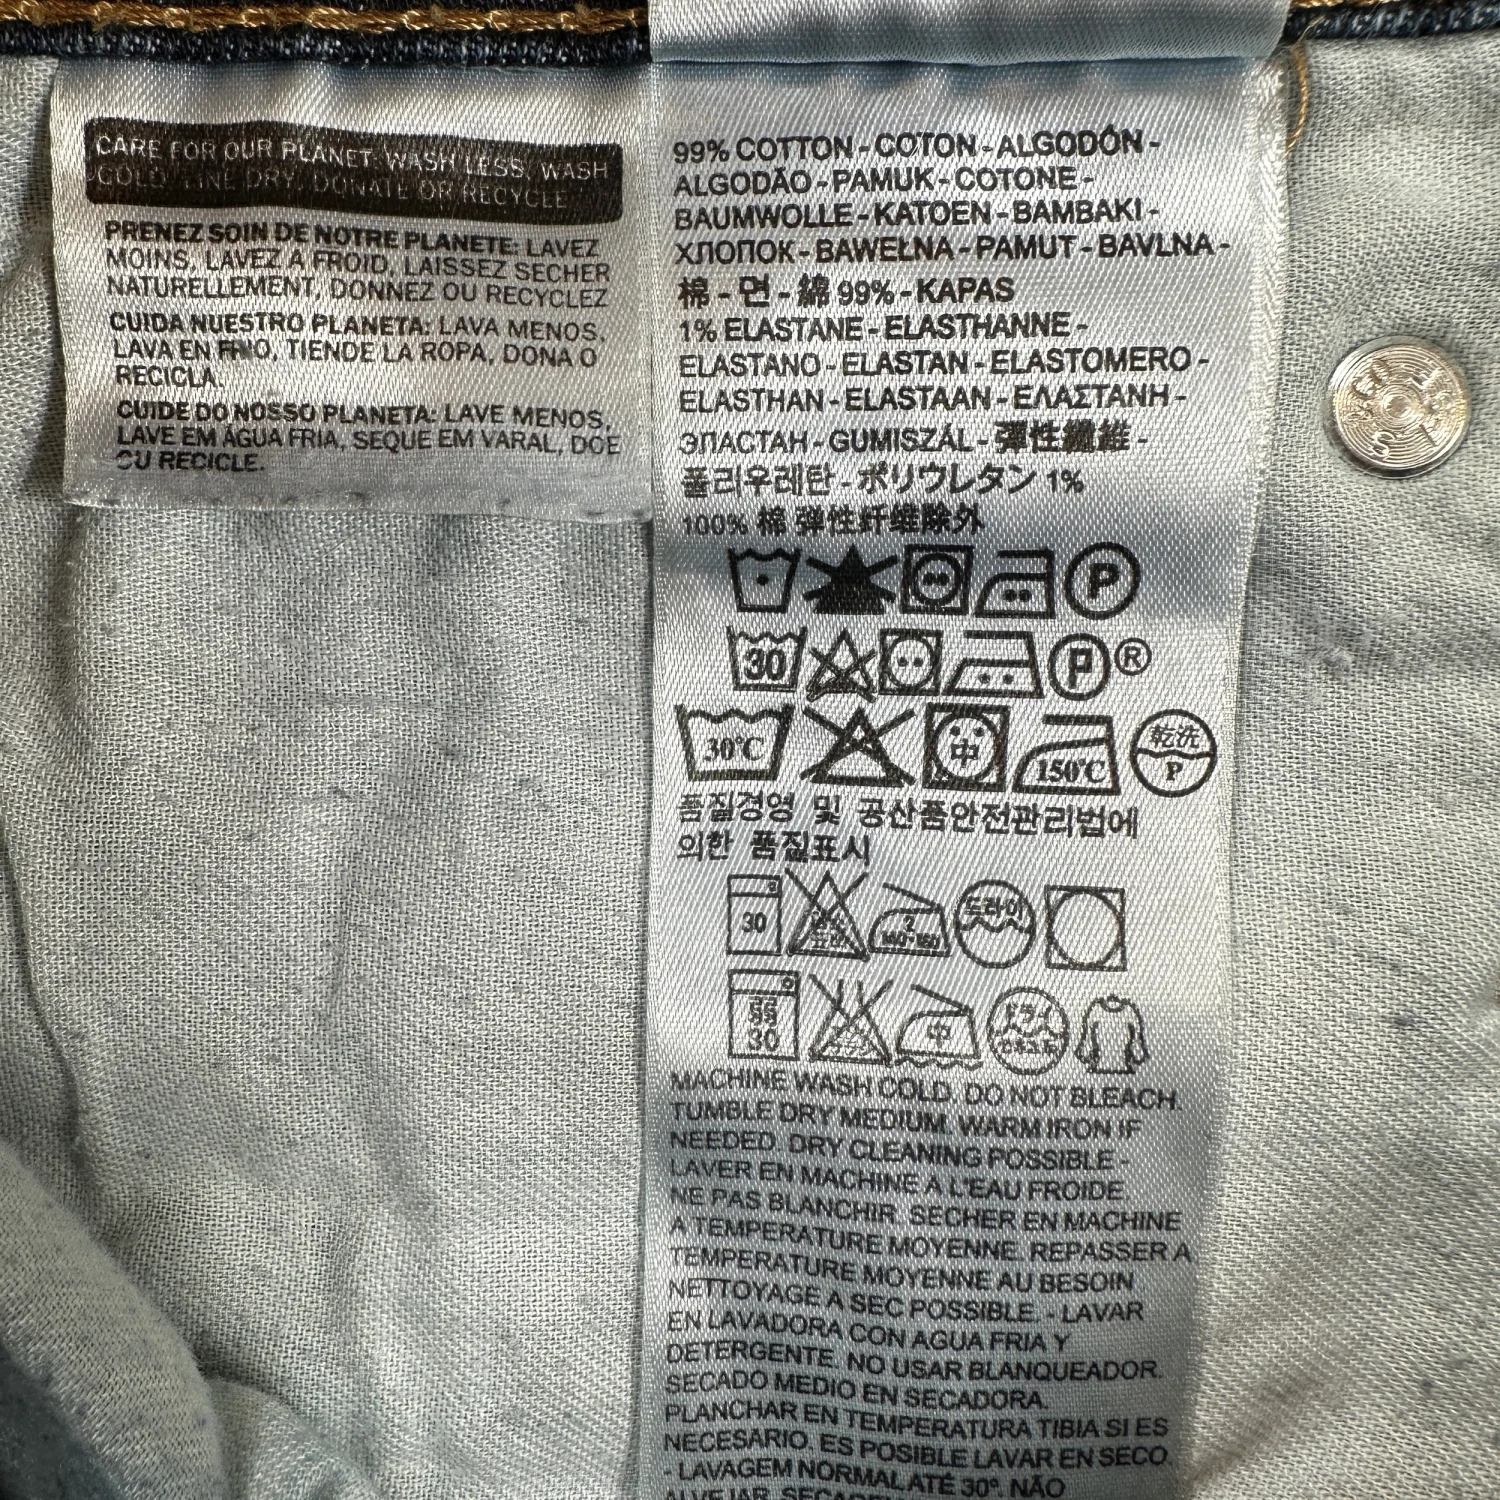 CARE FOR OUR PLANET: WASH LESS, WASH
COLD, LINE DRY, DONATE OR RECYCLE
PRENEZ SOIN DE NOTRE PLANETE: LAVEZ
MOINS, LAVEZ A FROID, LAISSEZ SECHER
NATURELLEMENT, DONNEZ OU RECYCLEZ
CUIDA NUESTRO PLANETA: LAVA MENOS,
LAVA EN FRIO, TIENDE LA ROPA, DONA O
RECICLA.
CUIDE DO NOSSO PLANETA: LAVE MENOS,
LAVE EM ÁGUA FRIA, SEQUE EM VARAL, DOE
OU RECICLE.
99% COTTON - COTON - ALGODÓN -
ALGODÃO - PAMUK - COTONE -
BAUMWOLLE - KATOEN - BAMBAKI -
ХЛОПОК - BAWEŁNA - PAMUT - BAVLNA -
棉 - 면 - 綿 99% - KAPAS
1% ELASTANE - ELASTHANNE -
ELASTANO - ELASTAN - ELASTOMERO -
ELASTHAN - ELASTAAN - ΕΛΑΣΤΑΝΗ -
ЭЛАСТАН - GUMISZÁL - 彈性纖維 -
폴리우레탄 - ポリウレタン 1%
100% 棉 弹性纤维除外
P
30 P ®
30°C 中 150°C 乾洗 P
품질경영 및 공산품안전관리법에
의한 품질표시
30 2 140~160 드라이
30 中 ドライ
MACHINE WASH COLD. DO NOT BLEACH.
TUMBLE DRY MEDIUM. WARM IRON IF
NEEDED. DRY CLEANING POSSIBLE -
LAVER EN MACHINE A L'EAU FROIDE.
NE PAS BLANCHIR. SECHER EN MACHINE
A TEMPERATURE MOYENNE. REPASSER A
TEMPERATURE MOYENNE AU BESOIN
NETTOYAGE A SEC POSSIBLE. - LAVAR
EN LAVADORA CON AGUA FRIA Y
DETERGENTE. NO USAR BLANQUEADOR.
SECADO MEDIO EN SECADORA.
PLANCHAR EN TEMPERATURA TIBIA SI ES
NECESARIO. ES POSIBLE LAVAR EN SECO.
- LAVAGEM NORMAL ATÉ 30º. NÃO